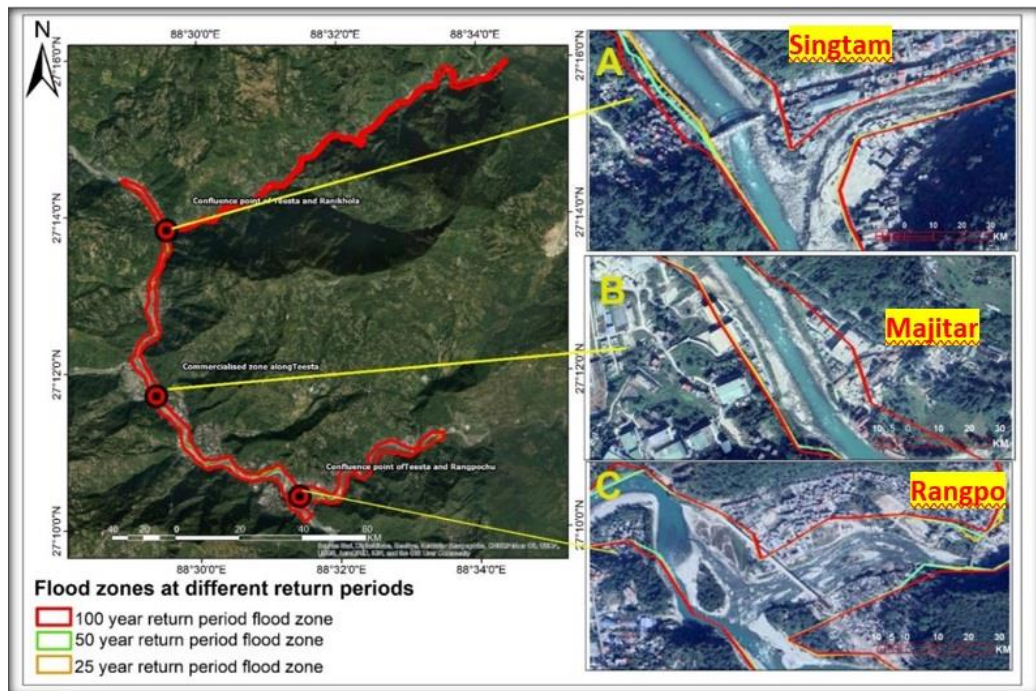 N
88°30'0"E
88°32'0"E
88°34'0"E
27°16'0"N
27°14'0"N
27°12'0"N
27°10'0"N
Confluence point of Teesta and Ranikhola
Commercialised zone alongTeesta
Confluence point ofTeesta and Rangpochu
40
20
0
20
40
60
KM
88°30'0"E
88°32'0"E
88°34'0"E
A
Singtam
27°16'0"N
27°14'0"N
10
5
0
10
20
30
KM
B
Majitar
27°12'0"N
10
5
0
10
20
30
KM
C
Rangpo
27°10'0"N
10
5
0
10
20
30
KM
Flood zones at different return periods
100 year return period flood zone
50 year return period flood zone
25 year return period flood zone